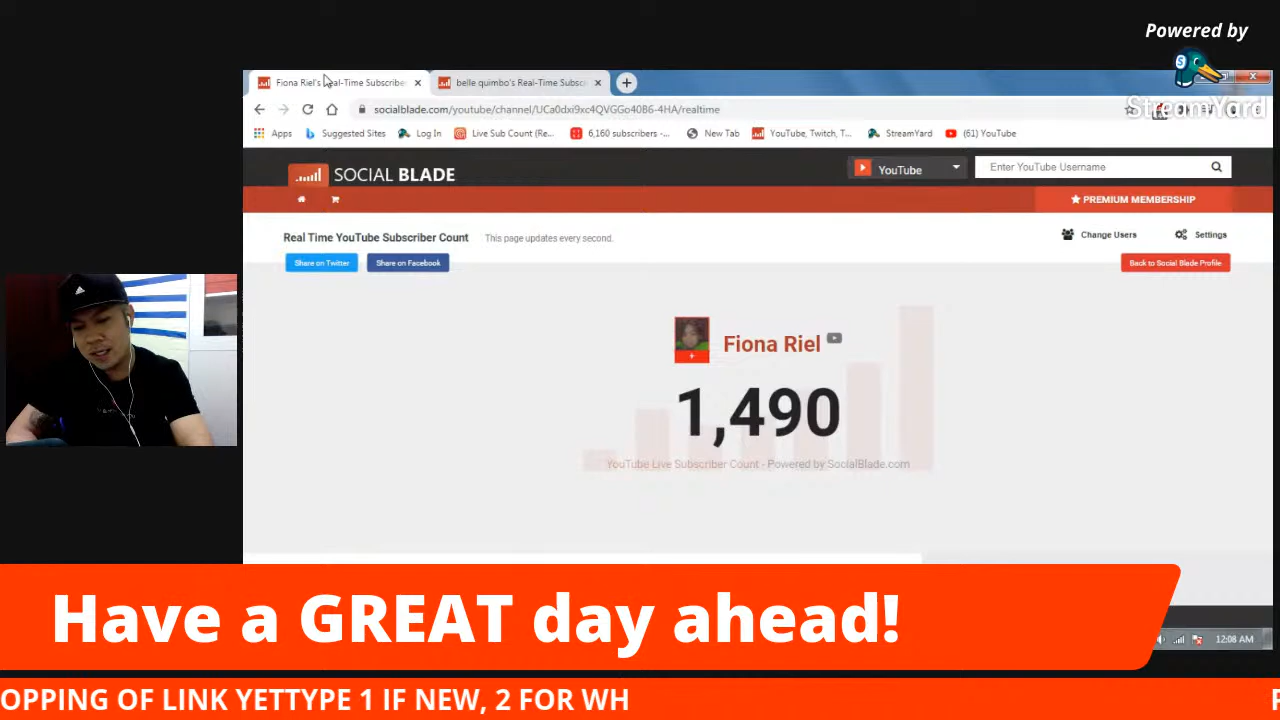 Powered by
StreamYard
Fiona Riel's Real-Time Subscribe
belle quimbo's Real-Time Subsc
socialblade.com/youtube/channel/UCa0dxi9xc4QVGGo40B6-4HA/realtime
Apps
Suggested Sites
Log In
Live Sub Count (Re...
6,160 subscribers -...
New Tab
YouTube, Twitch, T...
StreamYard
(61) YouTube
SOCIAL BLADE
YouTube
Enter YouTube Username
PREMIUM MEMBERSHIP
Real Time YouTube Subscriber Count
This page updates every second.
Change Users
Settings
Share on Twitter
Share on Facebook
Back to Social Blade Profile
Fiona Riel
1,490
YouTube Live Subscriber Count - Powered by SocialBlade.com
Have a GREAT day ahead!
12:08 AM
OPPING OF LINK YETTYPE 1 IF NEW, 2 FOR WH